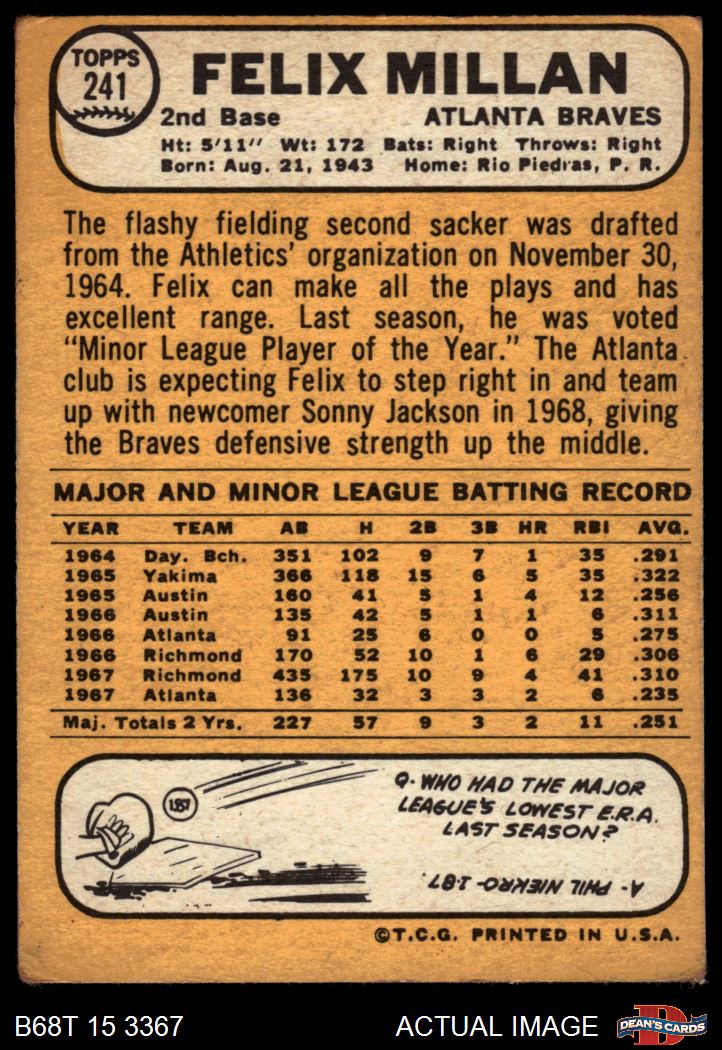 TOPPS
241
FELIX MILLAN
2nd Base ATLANTA BRAVES
Ht: 5'11" Wt: 172 Bats: Right Throws: Right
Born: Aug. 21, 1943 Home: Rio Piedras, P. R.
The flashy fielding second sacker was drafted
from the Athletics' organization on November 30,
1964. Felix can make all the plays and has
excellent range. Last season, he was voted
"Minor League Player of the Year." The Atlanta
club is expecting Felix to step right in and team
up with newcomer Sonny Jackson in 1968, giving
the Braves defensive strength up the middle.
MAJOR AND MINOR LEAGUE BATTING RECORD
YEAR TEAM AB H 2B 3B HR RBI AVG.
1964 Day. Bch. 351 102 9 7 1 35 .291
1965 Yakima 366 118 15 6 5 35 .322
1965 Austin 160 41 5 1 4 12 .256
1966 Austin 135 42 5 1 1 6 .311
1966 Atlanta 91 25 6 0 0 5 .275
1966 Richmond 170 52 10 1 6 29 .306
1967 Richmond 435 175 10 9 4 41 .310
1967 Atlanta 136 32 3 3 2 6 .235
Maj. Totals 2 Yrs. 227 57 9 3 2 11 .251
1.87
Q- WHO HAD THE MAJOR
LEAGUE'S LOWEST E.R.A.
LAST SEASON?
A- PHIL NIEKRO-1.87.
©T.C.G. PRINTED IN U.S.A.
B68T 15 3367 ACTUAL IMAGE
D
DEAN'S CARDS